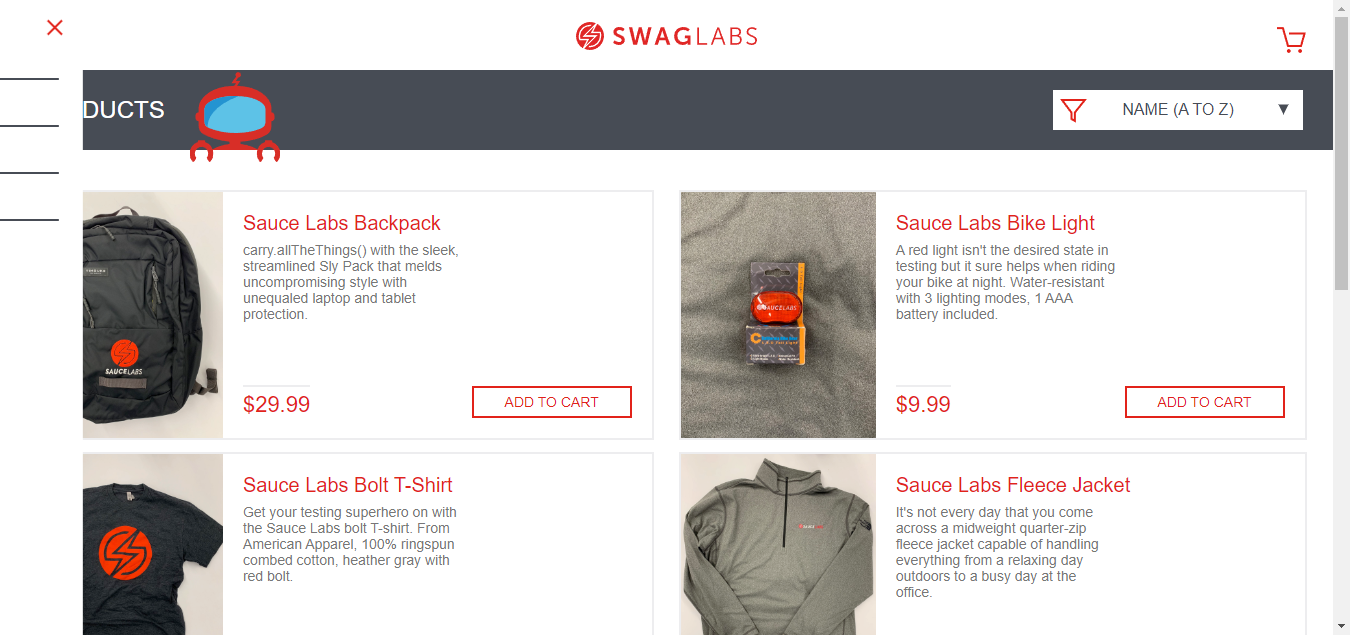 SWAGLABS
DUCTS
NAME (A TO Z)
Sauce Labs Backpack
carry.allTheThings() with the sleek,
streamlined Sly Pack that melds
uncompromising style with
unequaled laptop and tablet
protection.
$29.99
ADD TO CART
SAUCELABS
Sauce Labs Bike Light
A red light isn't the desired state in
testing but it sure helps when riding
your bike at night. Water-resistant
with 3 lighting modes, 1 AAA
battery included.
$9.99
ADD TO CART
SAUCELABS
Sauce Labs Bolt T-Shirt
Get your testing superhero on with
the Sauce Labs bolt T-shirt. From
American Apparel, 100% ringspun
combed cotton, heather gray with
red bolt.
Sauce Labs Fleece Jacket
It's not every day that you come
across a midweight quarter-zip
fleece jacket capable of handling
everything from a relaxing day
outdoors to a busy day at the
office.